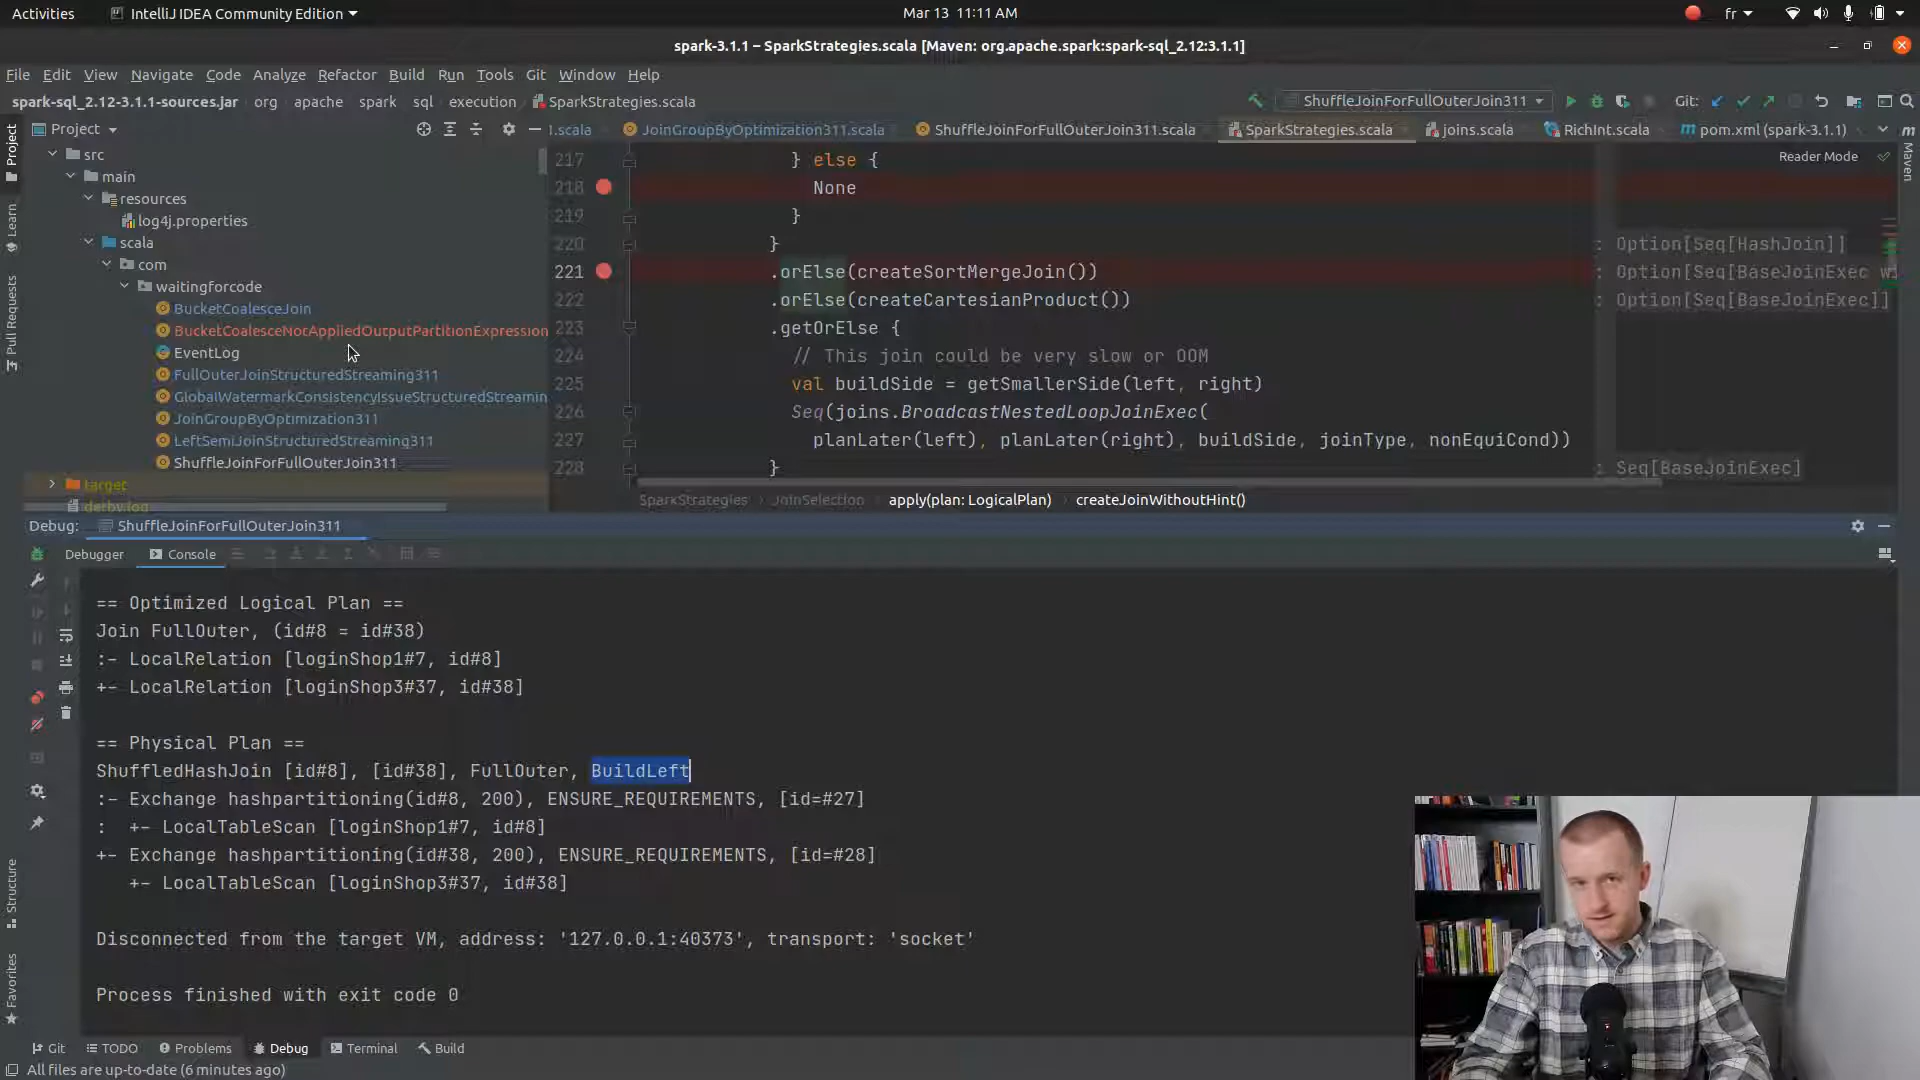 Activities
IntelliJ IDEA Community Edition
Mar 13 11:11 AM
fr
spark-3.1.1 – SparkStrategies.scala [Maven: org.apache.spark:spark-sql_2.12:3.1.1]
File Edit View Navigate Code Analyze Refactor Build Run Tools Git Window Help
spark-sql_2.12-3.1.1-sources.jar org apache spark sql execution SparkStrategies.scala
ShuffleJoinForFullOuterJoin311
Git:
Project
1.scala JoinGroupByOptimization311.scala ShuffleJoinForFullOuterJoin311.scala SparkStrategies.scala joins.scala RichInt.scala pom.xml (spark-3.1.1)
Reader Mode
Project
Learn
Pull Requests
Structure
Favorites
Maven
src
main
resources
log4j.properties
scala
com
waitingforcode
BucketCoalesceJoin
BucketCoalesceNotAppliedOutputPartitionExpression
EventLog
FullOuterJoinStructuredStreaming311
GlobalWatermarkConsistencyIssueStructuredStreamin
JoinGroupByOptimization311
LeftSemiJoinStructuredStreaming311
ShuffleJoinForFullOuterJoin311
target
derby.log
217 } else {
218 None
219 }
220 } : Option[Seq[HashJoin]]
221 .orElse(createSortMergeJoin()) : Option[Seq[BaseJoinExec wi
222 .orElse(createCartesianProduct()) : Option[Seq[BaseJoinExec]]
223 .getOrElse {
224 // This join could be very slow or OOM
225 val buildSide = getSmallerSide(left, right)
226 Seq(joins.BroadcastNestedLoopJoinExec(
227 planLater(left), planLater(right), buildSide, joinType, nonEquiCond))
228 } : Seq[BaseJoinExec]
SparkStrategies JoinSelection apply(plan: LogicalPlan) createJoinWithoutHint()
Debug: ShuffleJoinForFullOuterJoin311
Debugger Console
== Optimized Logical Plan ==
Join FullOuter, (id#8 = id#38)
:- LocalRelation [loginShop1#7, id#8]
+- LocalRelation [loginShop3#37, id#38]
== Physical Plan ==
ShuffledHashJoin [id#8], [id#38], FullOuter, BuildLeft
:- Exchange hashpartitioning(id#8, 200), ENSURE_REQUIREMENTS, [id=#27]
: +- LocalTableScan [loginShop1#7, id#8]
+- Exchange hashpartitioning(id#38, 200), ENSURE_REQUIREMENTS, [id=#28]
+- LocalTableScan [loginShop3#37, id#38]
Disconnected from the target VM, address: '127.0.0.1:40373', transport: 'socket'
Process finished with exit code 0
Git TODO Problems Debug Terminal Build
All files are up-to-date (6 minutes ago)